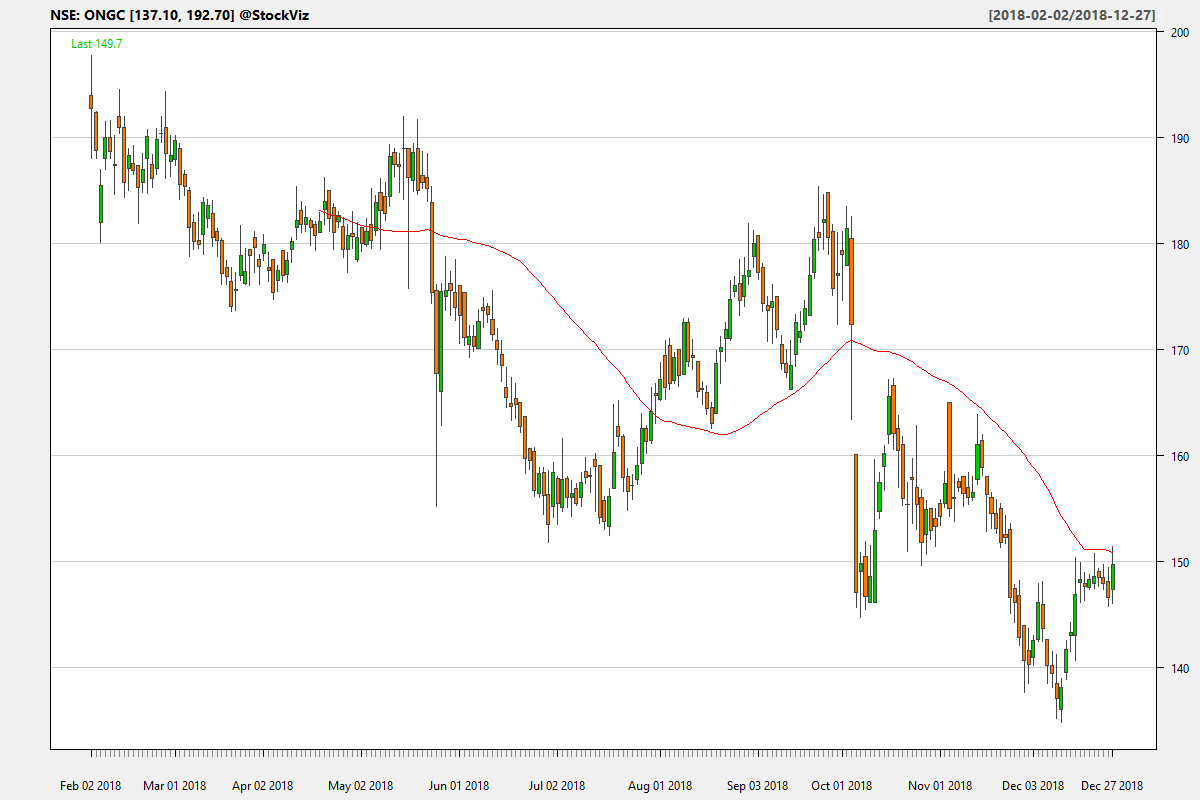 NSE: ONGC [137.10, 192.70] @StockViz
[2018-02-02/2018-12-27]
Last 149.7
200
190
180
170
160
150
140
Feb 02 2018
Mar 01 2018
Apr 02 2018
May 02 2018
Jun 01 2018
Jul 02 2018
Aug 01 2018
Sep 03 2018
Oct 01 2018
Nov 01 2018
Dec 03 2018
Dec 27 2018